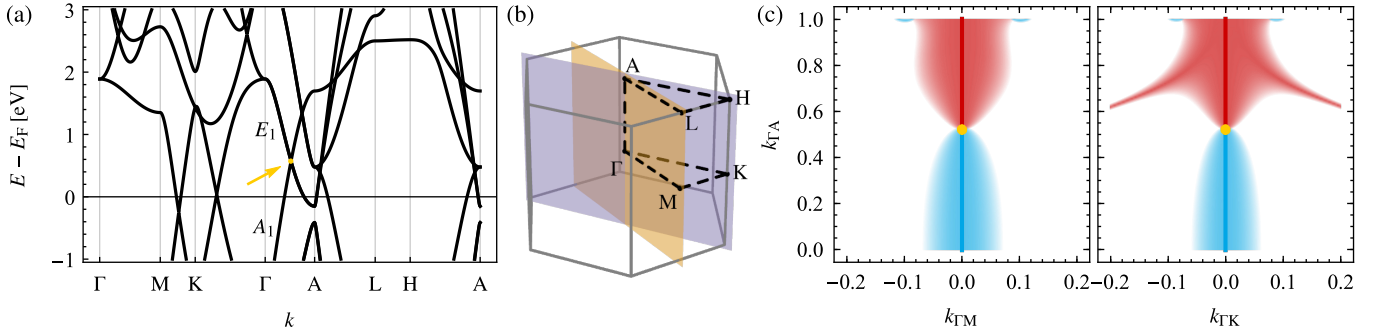 (a)
3
2
1
0
−1
E − E_F [eV]
E₁
A₁
Γ M K Γ A L H A
k
(b)
A
H
L
Γ
K
M
(c)
1.0
0.8
0.6
0.4
0.2
0.0
k_ΓA
−0.2 −0.1 0.0 0.1 0.2
k_ΓM
−0.2 −0.1 0.0 0.1 0.2
k_ΓK